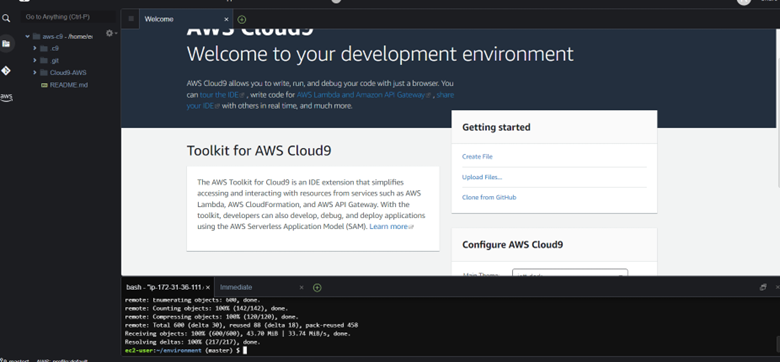 Go to Anything (Ctrl-P)
Welcome
aws-c9 - /home/ec
.c9
.git
Cloud9-AWS
README.md
aws
AWS Cloud9
Welcome to your development environment
AWS Cloud9 allows you to write, run, and debug your code with just a browser. You
can tour the IDE, write code for AWS Lambda and Amazon API Gateway, share
your IDE with others in real time, and much more.
Getting started
Create File
Upload Files...
Clone from GitHub
Toolkit for AWS Cloud9
The AWS Toolkit for Cloud9 is an IDE extension that simplifies
accessing and interacting with resources from services such as AWS
Lambda, AWS CloudFormation, and AWS API Gateway. With the
toolkit, developers can also develop, debug, and deploy applications
using the AWS Serverless Application Model (SAM). Learn more
Configure AWS Cloud9
Main Theme
bash - "ip-172-31-36-111.
Immediate
remote: Enumerating objects: 600, done.
remote: Counting objects: 100% (142/142), done.
remote: Compressing objects: 100% (120/120), done.
remote: Total 600 (delta 30), reused 88 (delta 18), pack-reused 458
Receiving objects: 100% (600/600), 43.70 MiB | 33.74 MiB/s, done.
Resolving deltas: 100% (217/217), done.
ec2-user:~/environment (master) $